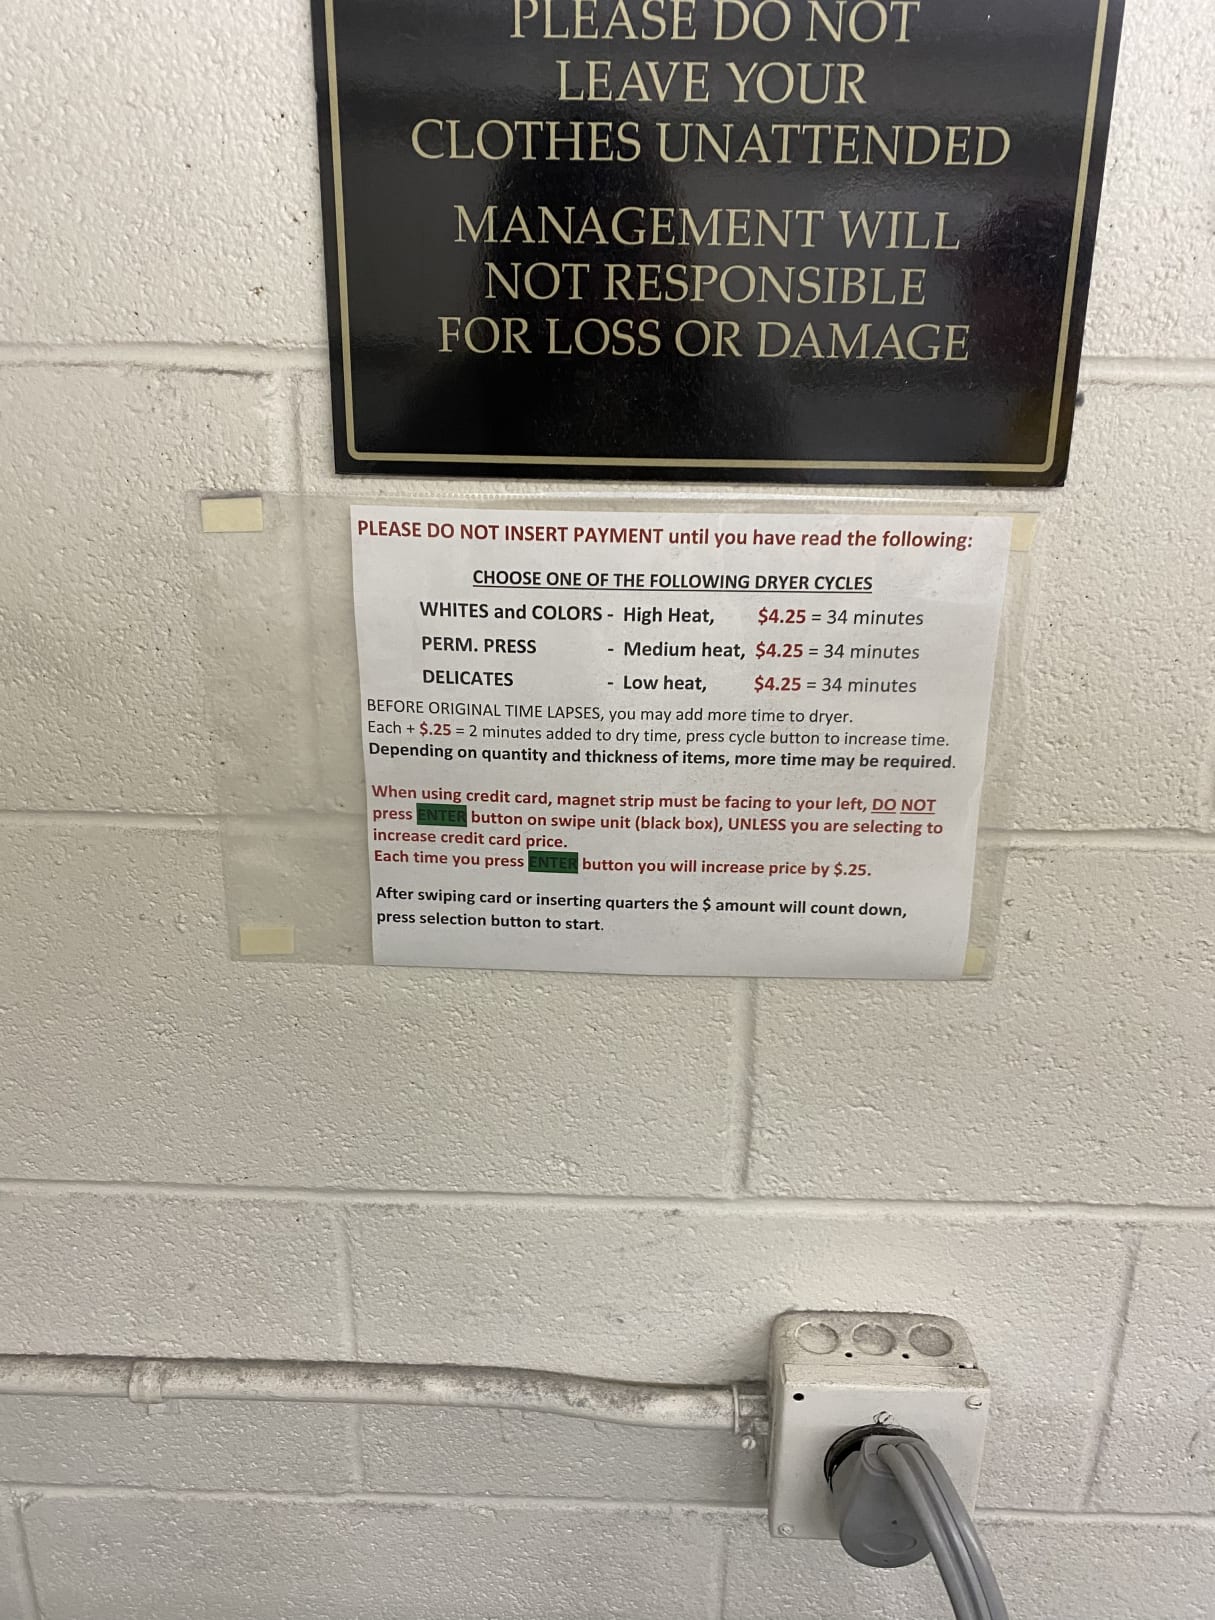 PLEASE DO NOT
LEAVE YOUR
CLOTHES UNATTENDED
MANAGEMENT WILL
NOT RESPONSIBLE
FOR LOSS OR DAMAGE
PLEASE DO NOT INSERT PAYMENT until you have read the following:
CHOOSE ONE OF THE FOLLOWING DRYER CYCLES
WHITES and COLORS - High Heat, $4.25 = 34 minutes
PERM. PRESS - Medium heat, $4.25 = 34 minutes
DELICATES - Low heat, $4.25 = 34 minutes
BEFORE ORIGINAL TIME LAPSES, you may add more time to dryer.
Each + $.25 = 2 minutes added to dry time, press cycle button to increase time.
Depending on quantity and thickness of items, more time may be required.
When using credit card, magnet strip must be facing to your left, DO NOT
press ENTER button on swipe unit (black box), UNLESS you are selecting to
increase credit card price.
Each time you press ENTER button you will increase price by $.25.
After swiping card or inserting quarters the $ amount will count down,
press selection button to start.